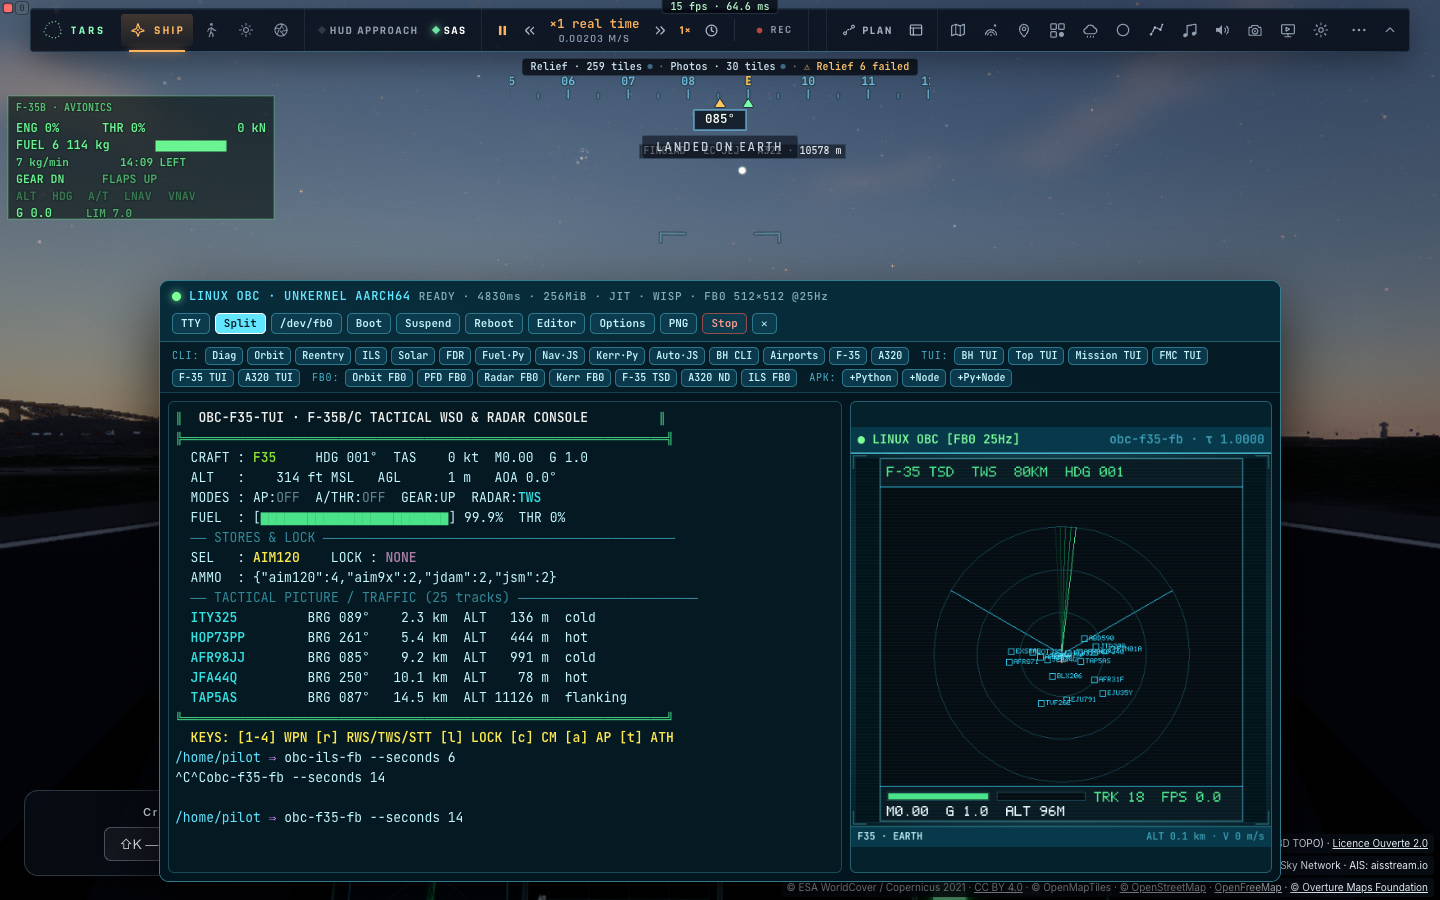 15 fps · 64.6 ms
0
TARS SHIP HUD APPROACH SAS ×1 real time 1× REC PLAN
0.00203 M/S
Relief · 259 tiles · Photos · 30 tiles · ⚠ Relief 6 failed
5 06 07 08 E 10 11
085°
LANDED ON EARTH
10578 m
F-35B · AVIONICS
ENG 0% THR 0% 0 kN
FUEL 6 114 kg
7 kg/min 14:09 LEFT
GEAR DN FLAPS UP
ALT HDG A/T LNAV VNAV
G 0.0 LIM 7.0
LINUX OBC · UNKERNEL AARCH64 READY · 4830ms · 256MiB · JIT · WISP · FB0 512×512 @25Hz
TTY Split /dev/fb0 Boot Suspend Reboot Editor Options PNG Stop ×
CLI: Diag Orbit Reentry ILS Solar FDR Fuel·Py Nav·JS Kerr·Py Auto·JS BH CLI Airports F-35 A320 TUI: BH TUI Top TUI Mission TUI FMC TUI
F-35 TUI A320 TUI FB0: Orbit FB0 PFD FB0 Radar FB0 Kerr FB0 F-35 TSD A320 ND ILS FB0 APK: +Python +Node +Py+Node
OBC-F35-TUI · F-35B/C TACTICAL WSO & RADAR CONSOLE
CRAFT : F35 HDG 001° TAS 0 kt M0.00 G 1.0
ALT : 314 ft MSL AGL 1 m AOA 0.0°
MODES : AP:OFF A/THR:OFF GEAR:UP RADAR:TWS
FUEL : [ ] 99.9% THR 0%
—— STORES & LOCK
SEL : AIM120 LOCK : NONE
AMMO : {"aim120":4,"aim9x":2,"jdam":2,"jsm":2}
—— TACTICAL PICTURE / TRAFFIC (25 tracks)
ITY325 BRG 089° 2.3 km ALT 136 m cold
HOP73PP BRG 261° 5.4 km ALT 444 m hot
AFR98JJ BRG 085° 9.2 km ALT 991 m cold
JFA44Q BRG 250° 10.1 km ALT 78 m hot
TAP5AS BRG 087° 14.5 km ALT 11126 m flanking
KEYS: [1-4] WPN [r] RWS/TWS/STT [l] LOCK [c] CM [a] AP [t] ATH
/home/pilot ⇒ obc-ils-fb --seconds 6
^C^Cobc-f35-fb --seconds 14
/home/pilot ⇒ obc-f35-fb --seconds 14
LINUX OBC [FB0 25Hz] obc-f35-fb · τ 1.0000
F-35 TSD TWS 80KM HDG 001
TAP5AS
BLX206
AFR31F
EJU35Y
EJU791
TRK 18 FPS 0.0
M0.00 G 1.0 ALT 96M
F35 · EARTH ALT 0.1 km · V 0 m/s
Cr
⇧K —
D TOPO) · Licence Ouverte 2.0
Sky Network · AIS: aisstream.io
© ESA WorldCover / Copernicus 2021 · CC BY 4.0 · © OpenMapTiles · © OpenStreetMap · OpenFreeMap · © Overture Maps Foundation